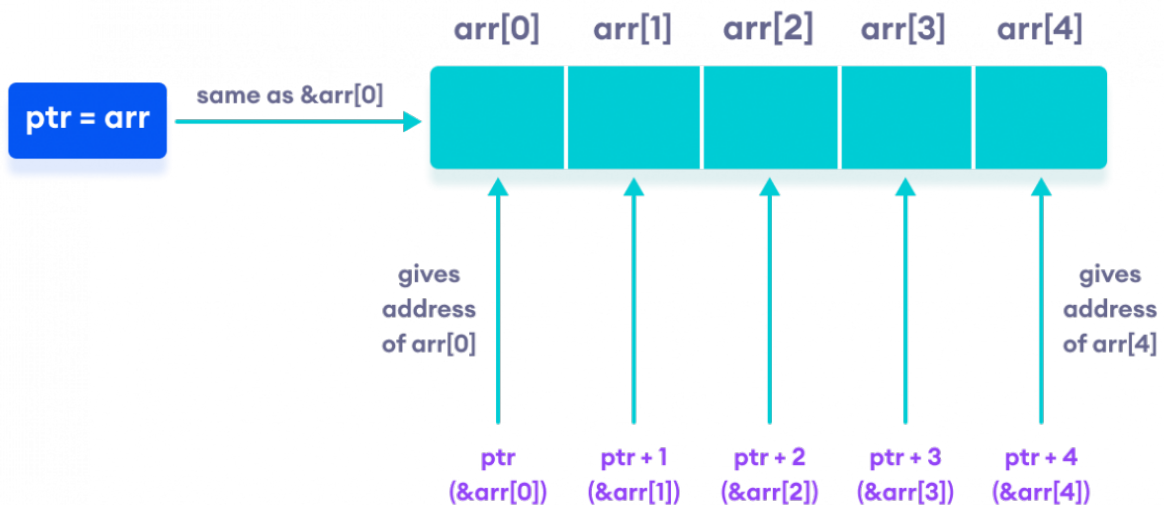 arr[0] arr[1] arr[2] arr[3] arr[4]
ptr = arr
same as &arr[0]
gives
address
of arr[0]
gives
address
of arr[4]
ptr ptr + 1 ptr + 2 ptr + 3 ptr + 4
(&arr[0]) (&arr[1]) (&arr[2]) (&arr[3]) (&arr[4])